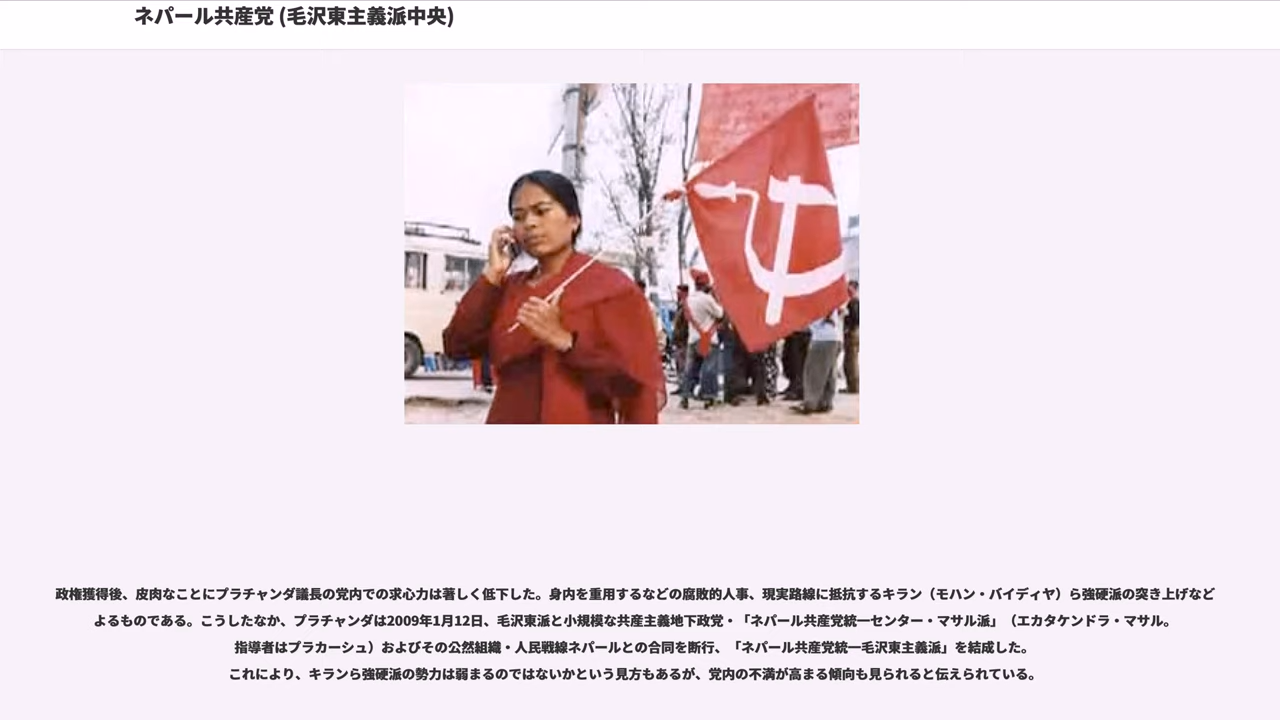 ネパール共産党 (毛沢東主義派中央)
政権獲得後、皮肉なことにプラチャンダ議長の党内での求心力は著しく低下した。身内を重用するなどの腐敗的人事、現実路線に抵抗するキラン（モハン・バイディヤ）ら強硬派の突き上げなど
よるものである。こうしたなか、プラチャンダは2009年1月12日、毛沢東派と小規模な共産主義地下政党・「ネパール共産党統一センター・マサル派」（エカタケンドラ・マサル。
指導者はプラカーシュ）およびその公然組織・人民戦線ネパールとの合同を断行、「ネパール共産党統一毛沢東主義派」を結成した。
これにより、キランら強硬派の勢力は弱まるのではないかという見方もあるが、党内の不満が高まる傾向も見られると伝えられている。